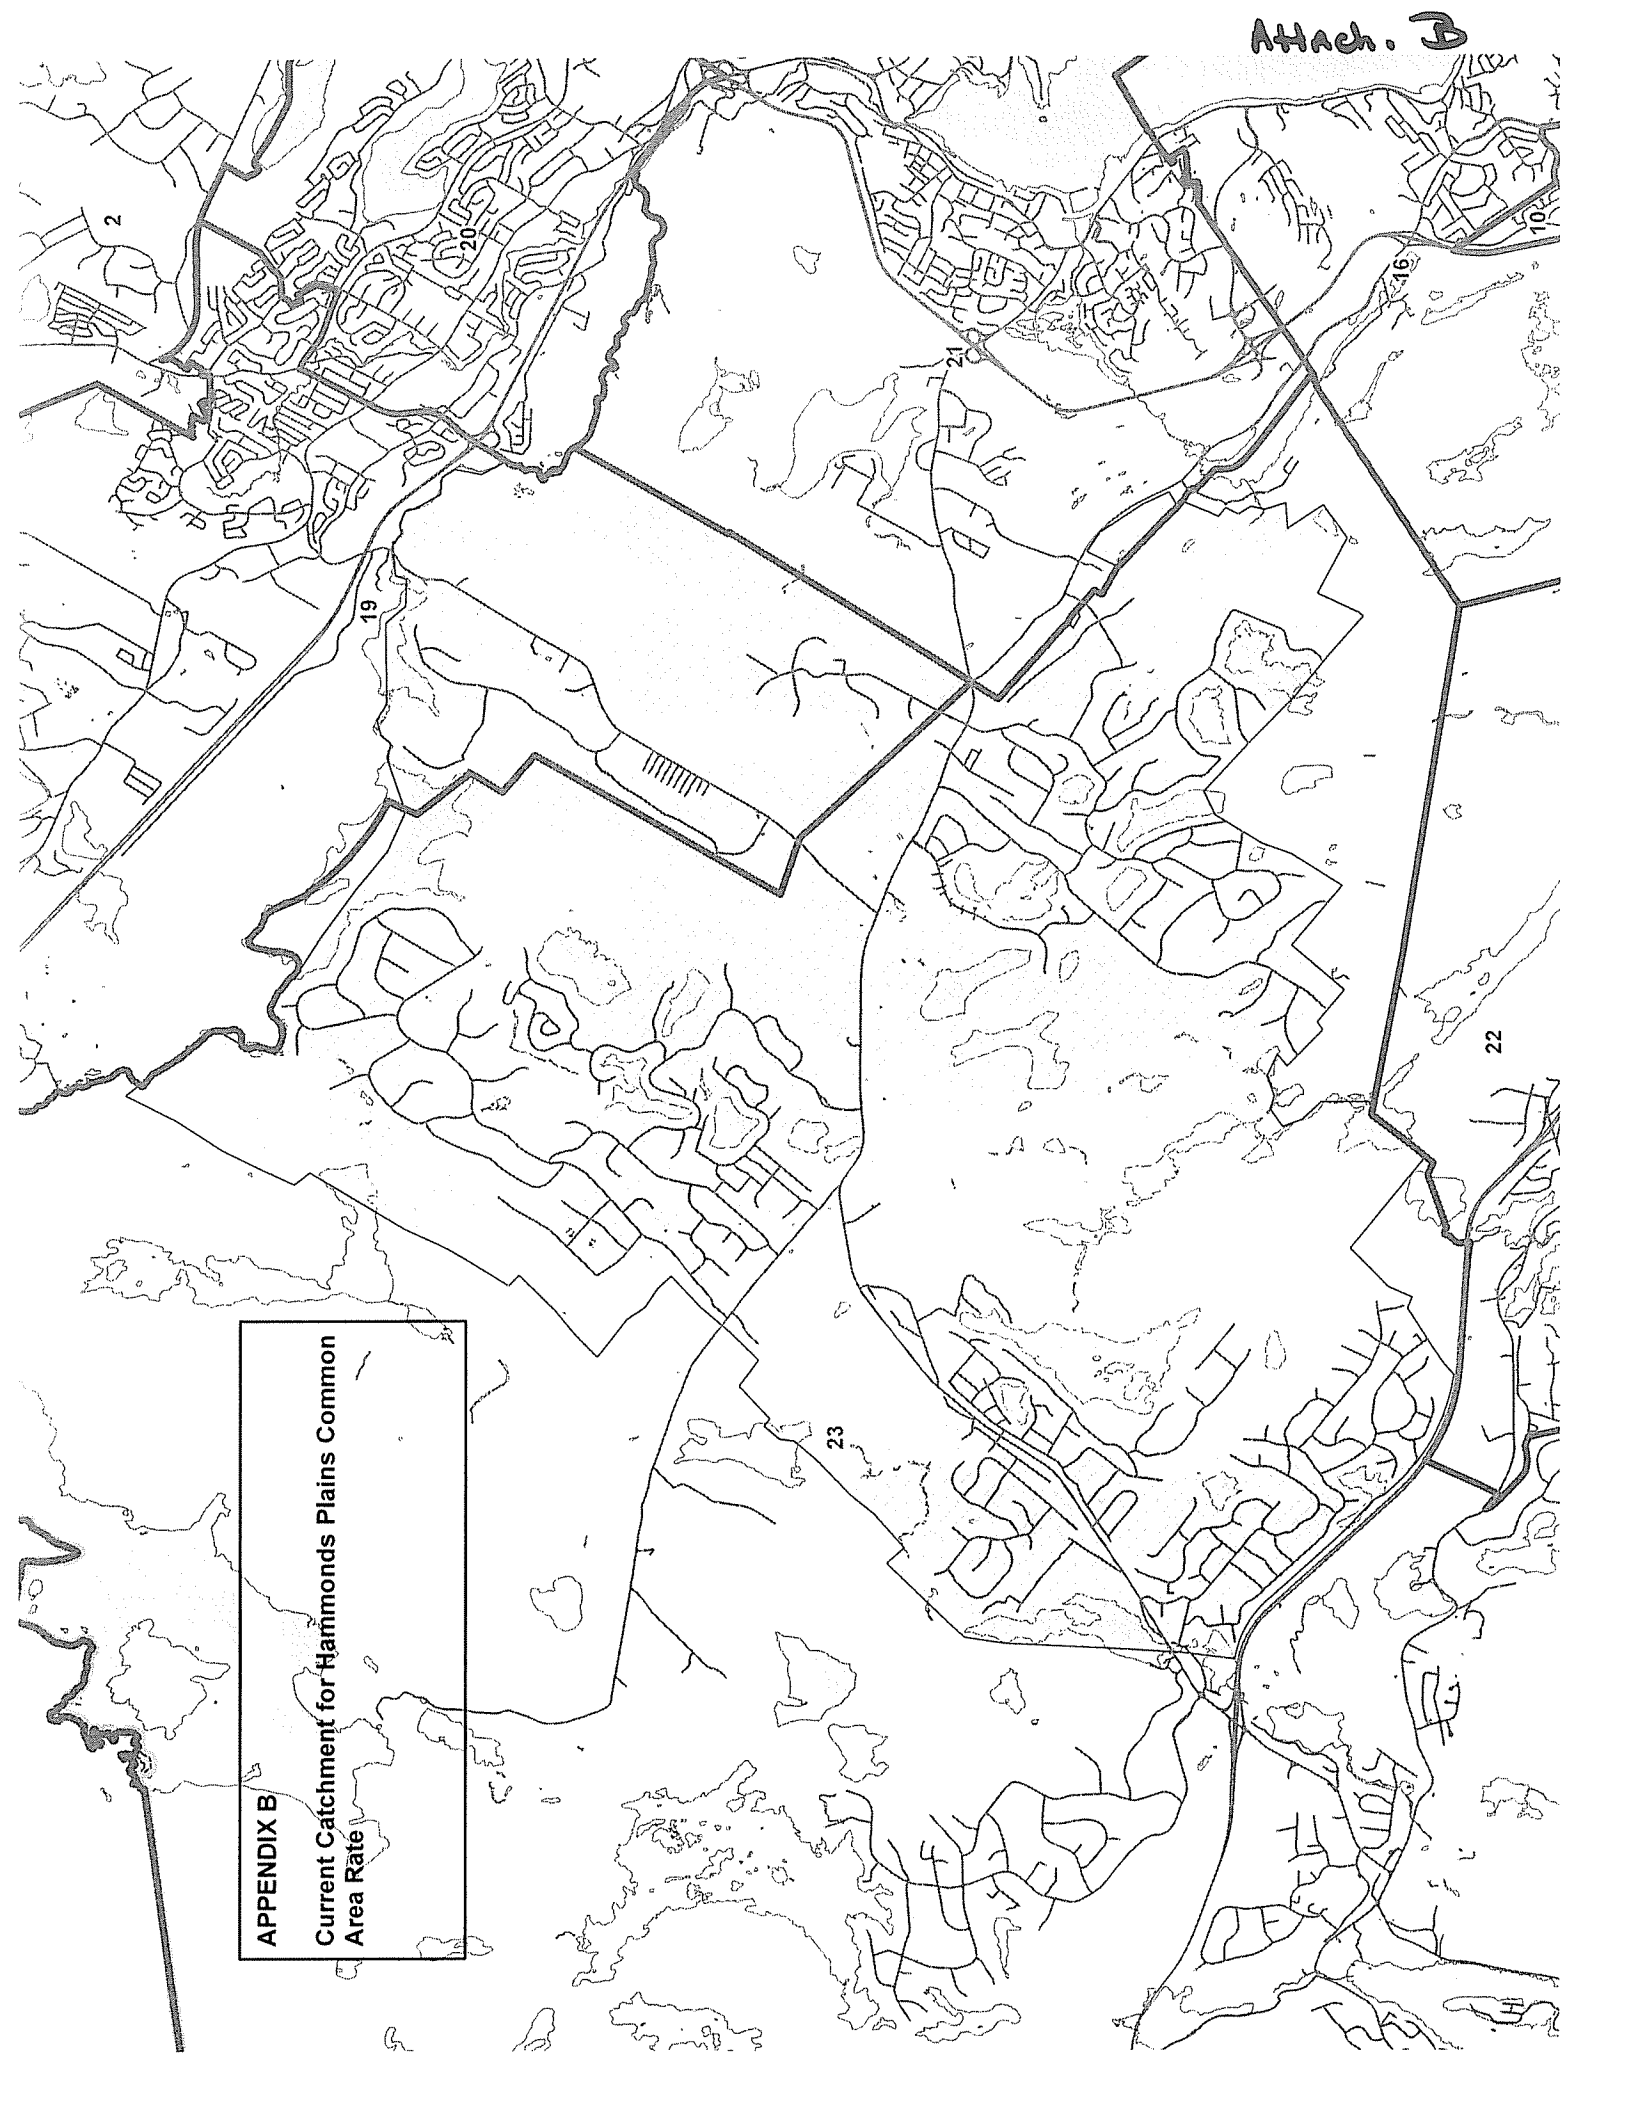 Attach. B
APPENDIX B
Current Catchment for Hammonds Plains Common
Area Rate
2
20
19
21
16
10
22
23